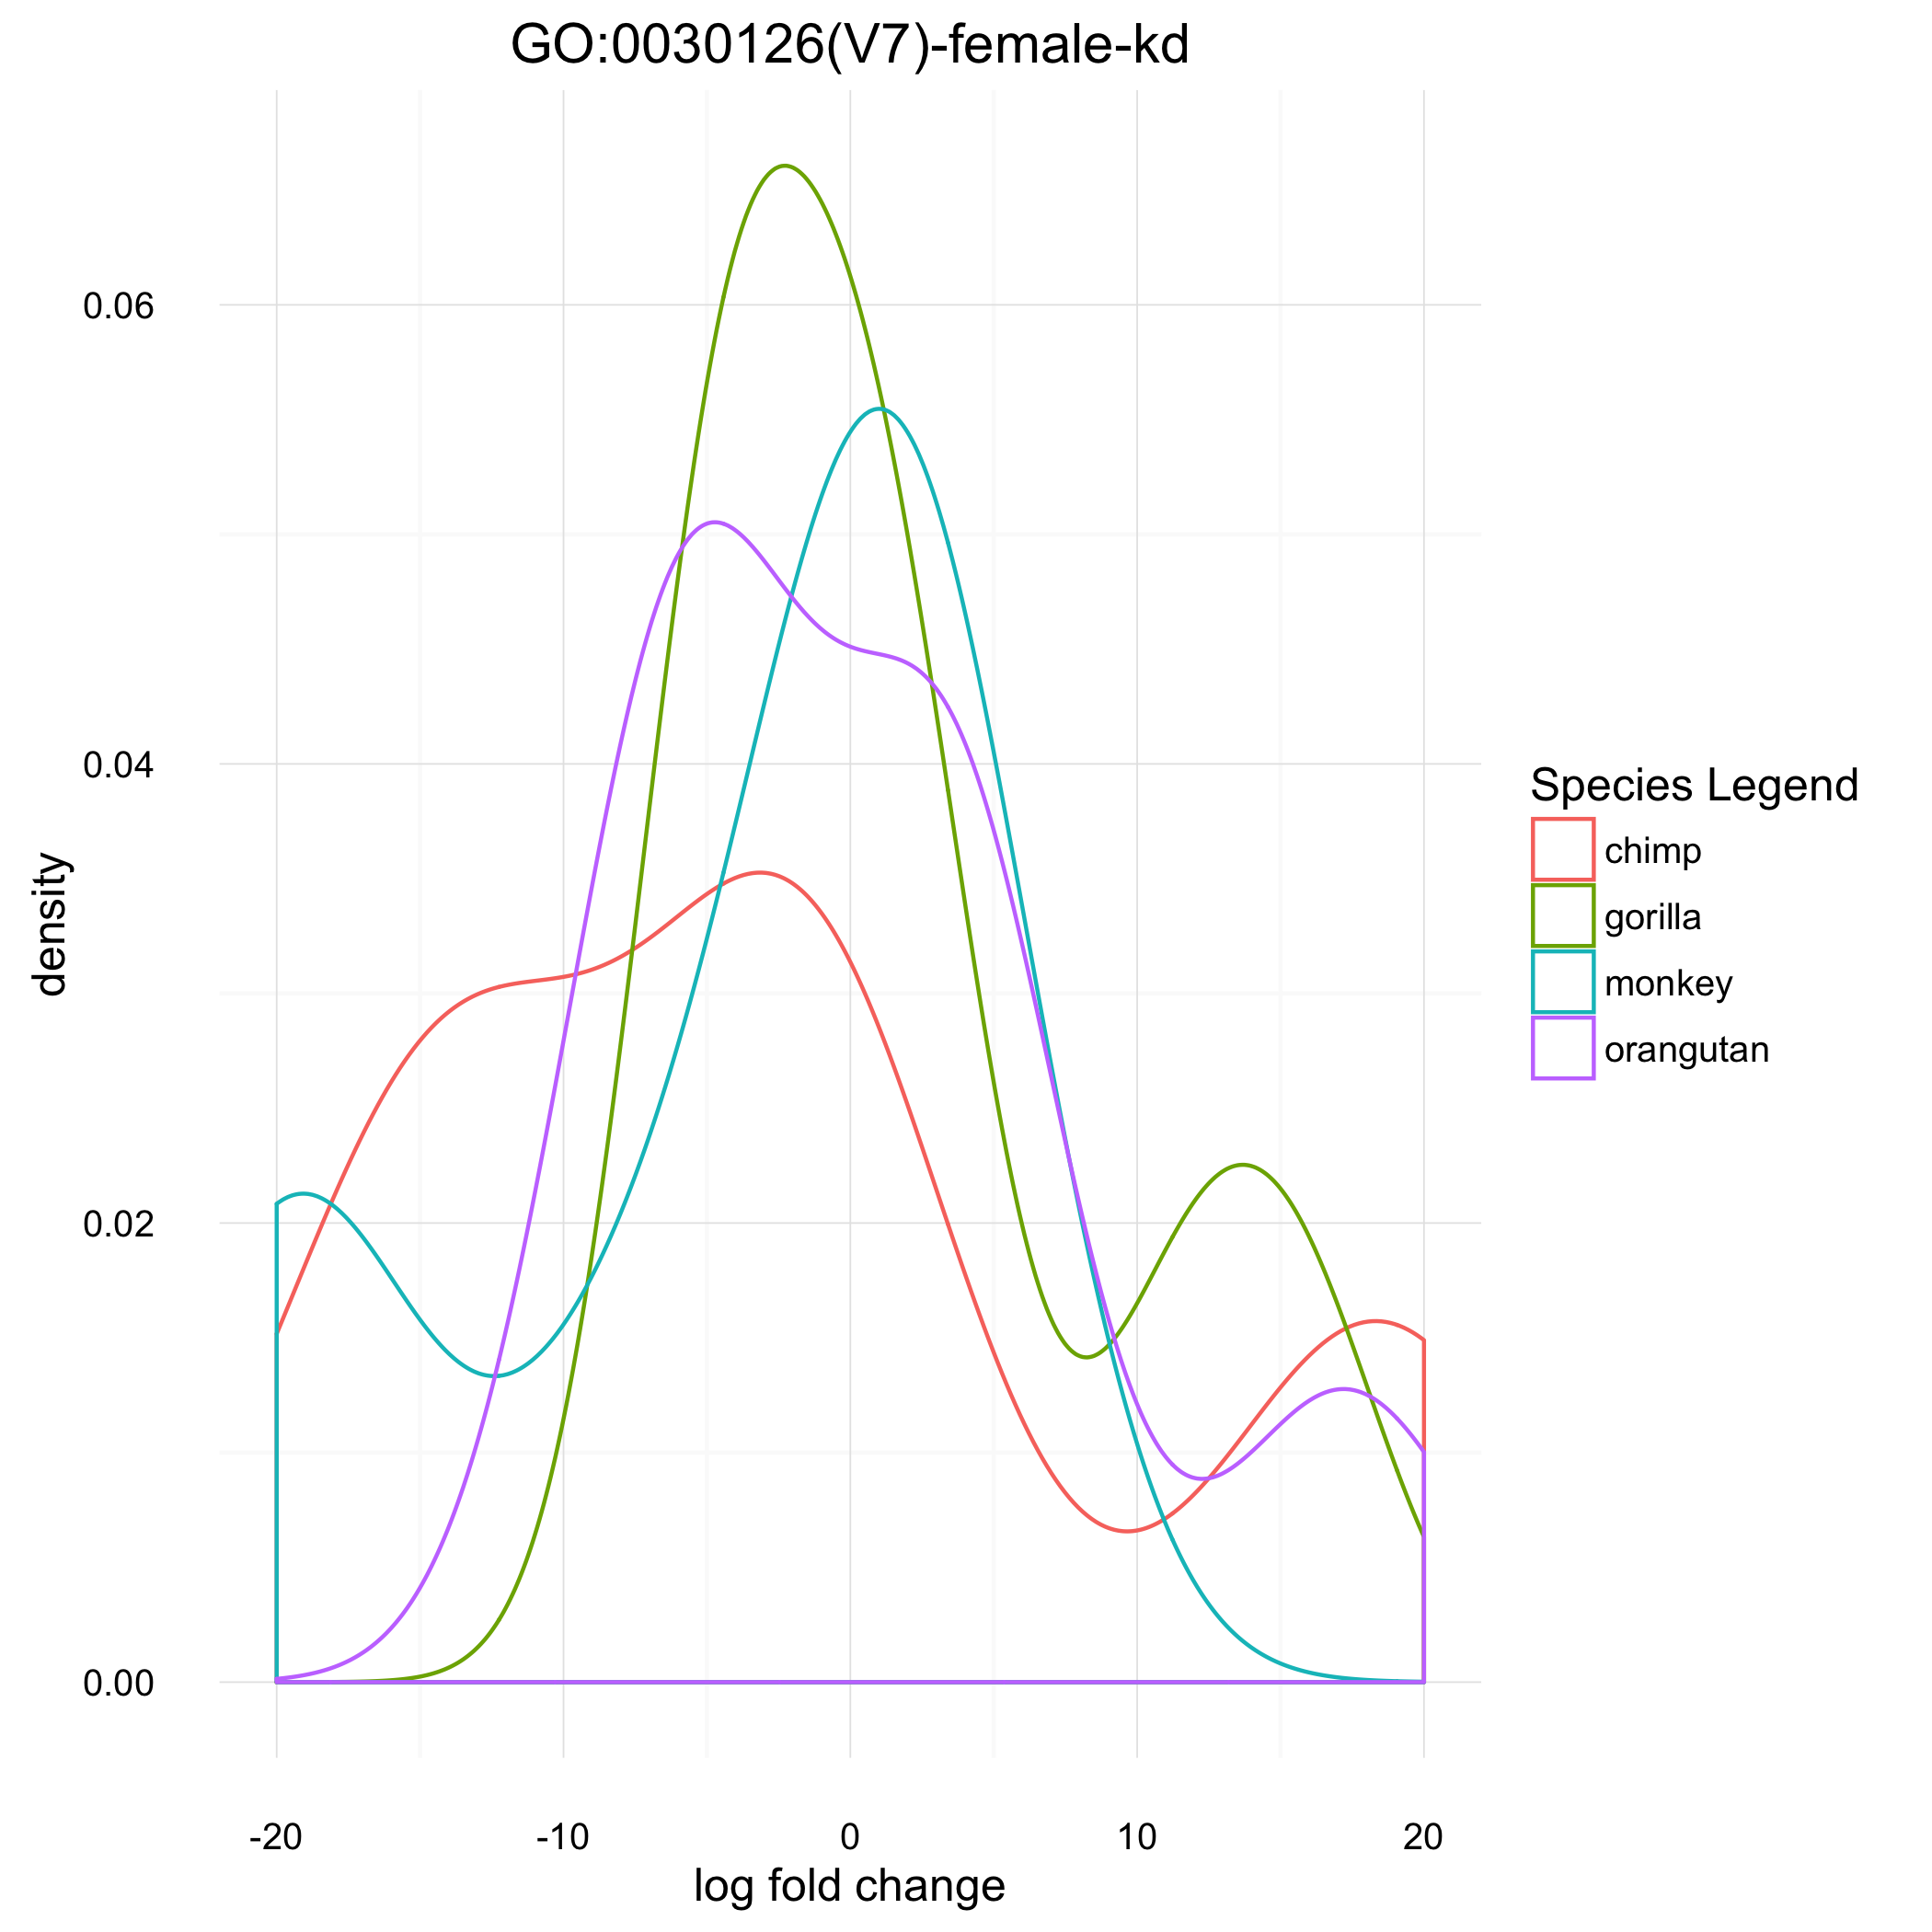 GO:0030126(V7)-female-kd
0.06
0.04
0.02
0.00
density
-20 -10 0 10 20
log fold change
Species Legend
chimp
gorilla
monkey
orangutan